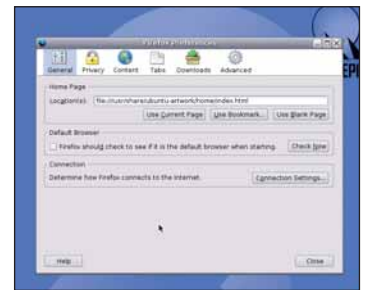 Firefox Preferences
General Privacy Content Tabs Downloads Advanced
Home Page
Location(s): file:/usr/share/ubuntu-artwork/home/index.html
Use Current Page Use Bookmark... Use Blank Page
Default Browser
Firefox should check to see if it is the default browser when starting. Check Now
Connection
Determine how Firefox connects to the Internet. Connection Settings...
Help Close